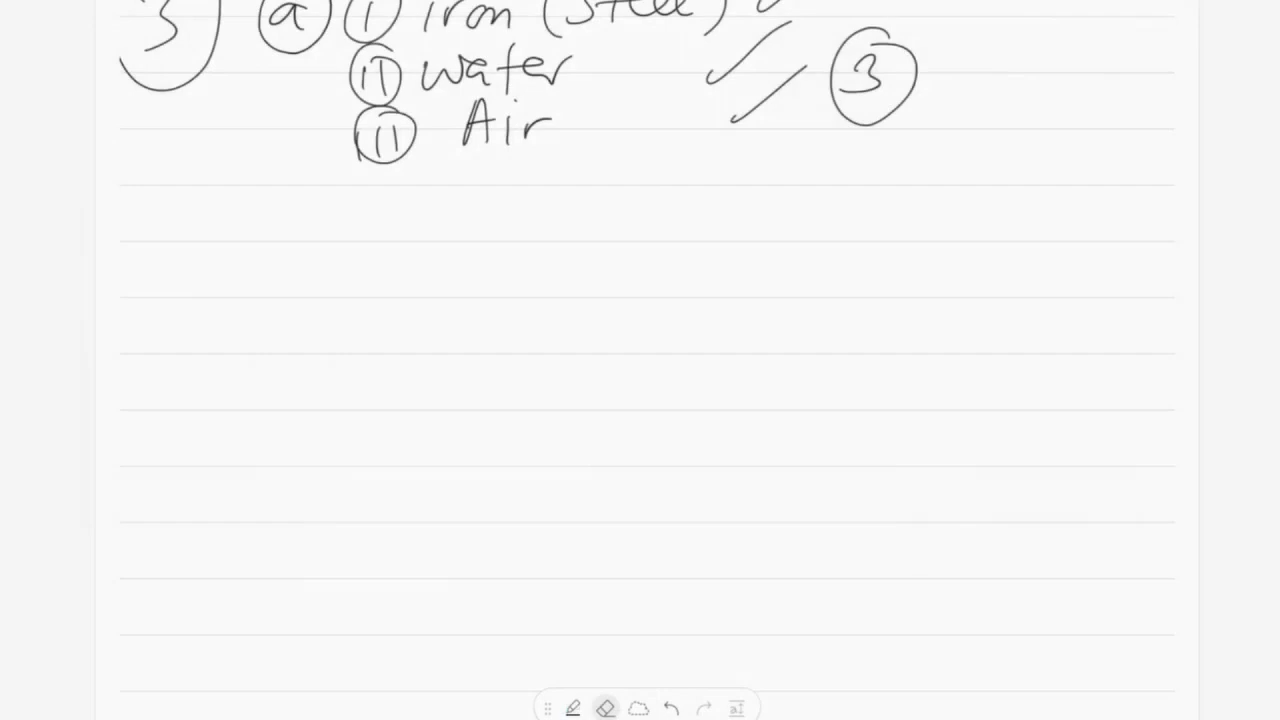 3) a (i) iron (steel) ✓
(ii) water ✓ 3
(iii) Air ✓